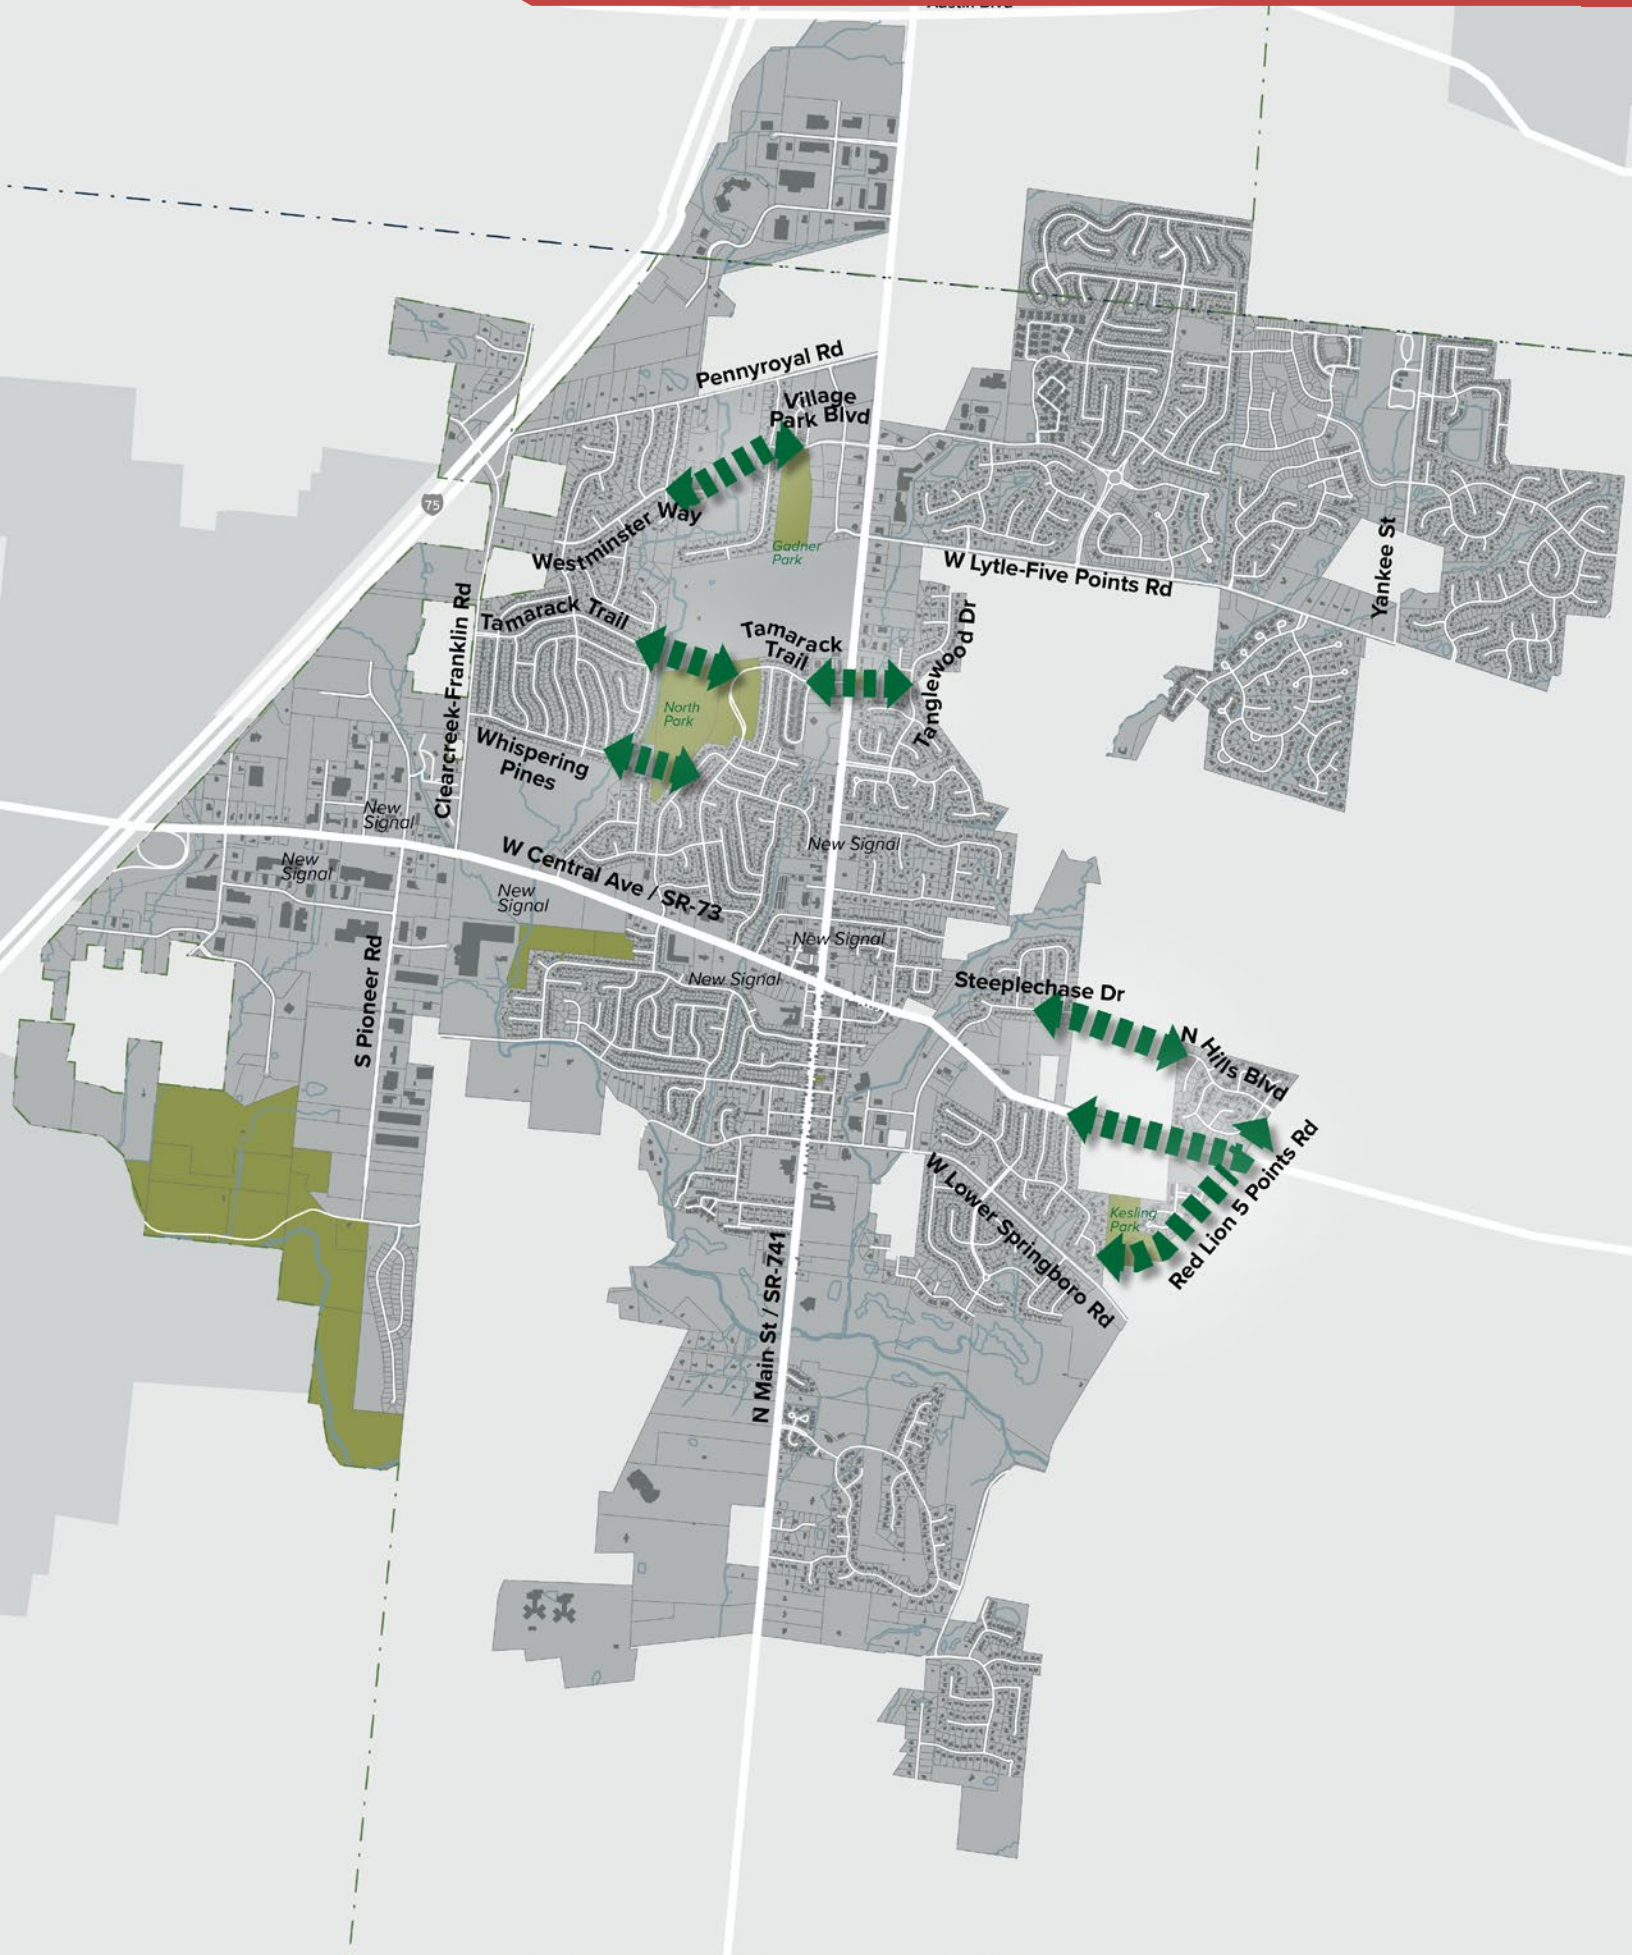 Austin Blvd
Pennyroyal Rd
Village
Park Blvd
75
Westminster Way
Gadner
Park
W Lytle-Five Points Rd
Yankee St
Clearcreek-Franklin Rd
Tamarack Trail
Tamarack
Trail
Tanglewood Dr
North
Park
Whispering
Pines
New
Signal
New
Signal
W Central Ave / SR-73
New Signal
New
Signal
New Signal
New Signal
S Pioneer Rd
Steeplechase Dr
N Hills Blvd
W Lower Springboro Rd
Kesling
Park
Red Lion 5 Points Rd
N Main St / SR-741